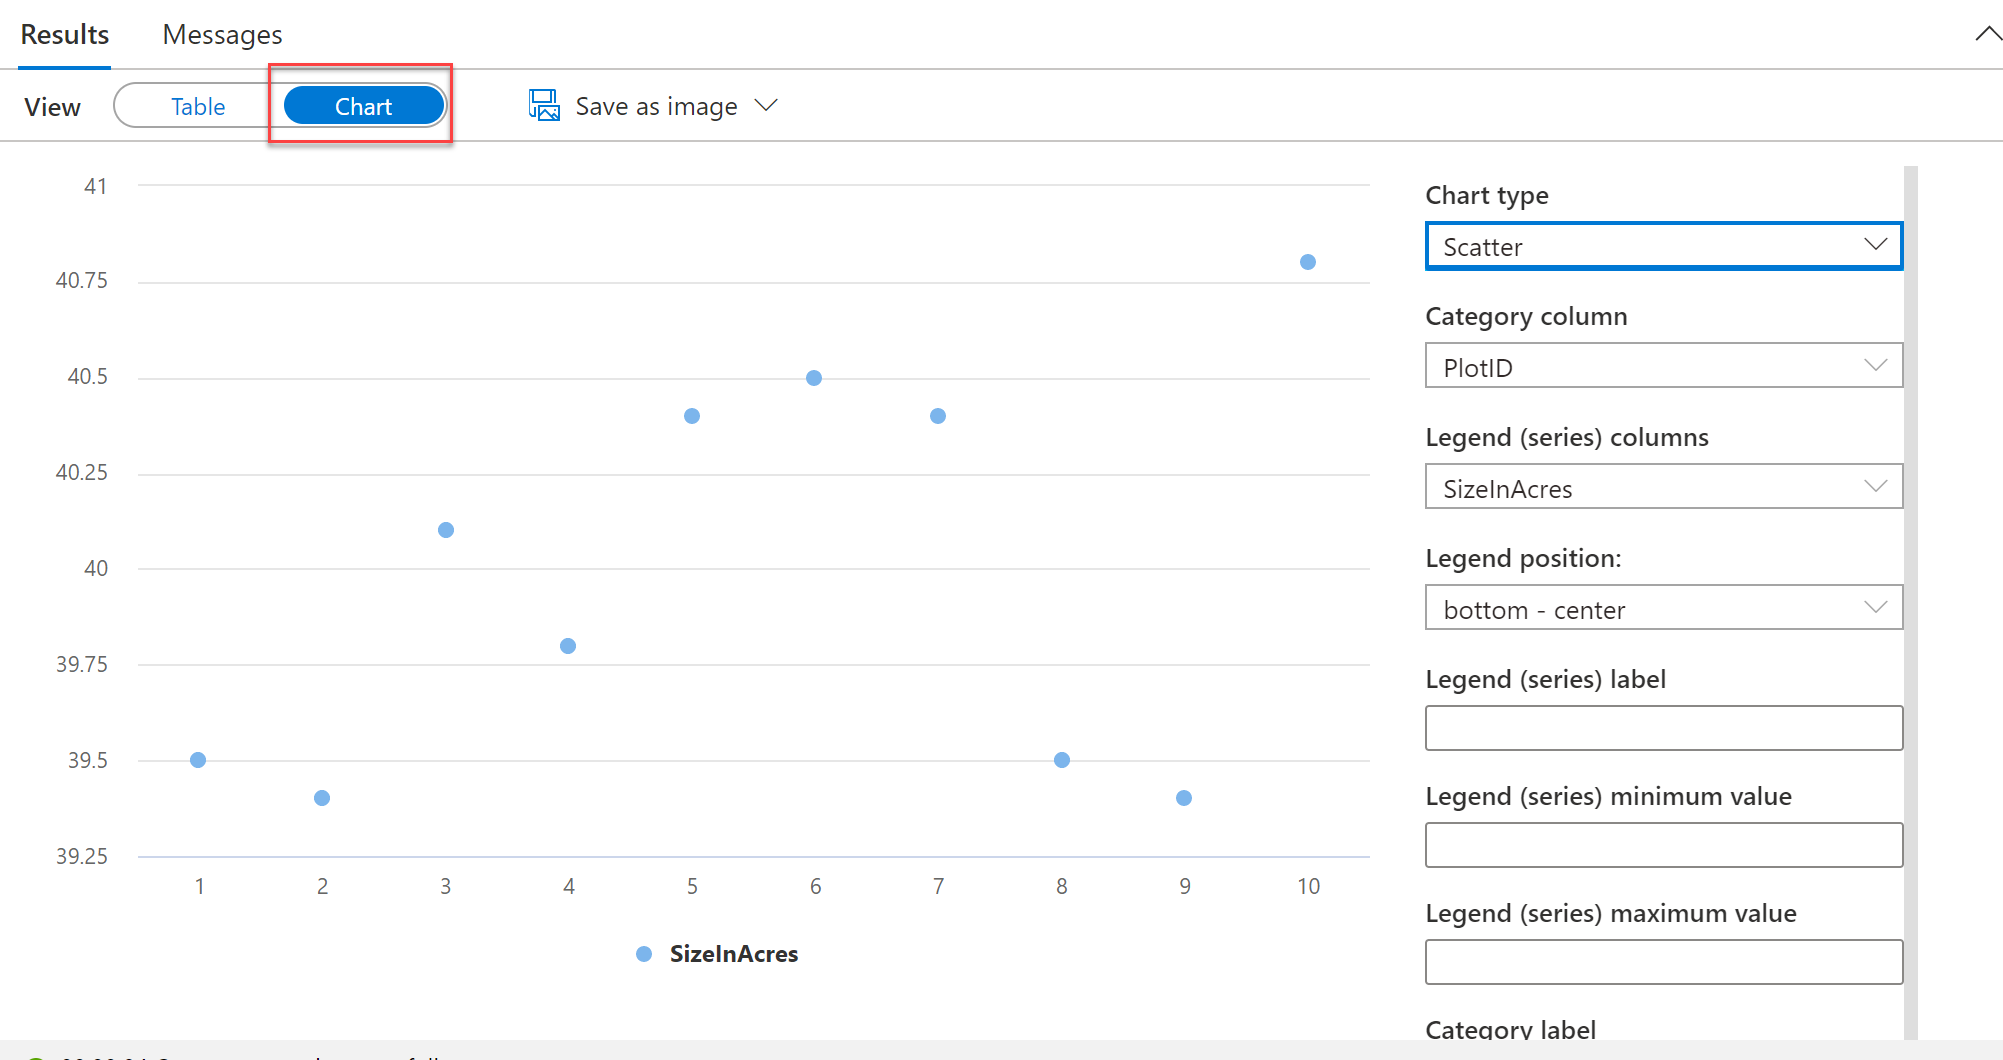 Results Messages
View Table Chart Save as image
41
40.75
40.5
40.25
40
39.75
39.5
39.25
1 2 3 4 5 6 7 8 9 10
SizeInAcres
Chart type
Scatter
Category column
PlotID
Legend (series) columns
SizeInAcres
Legend position:
bottom - center
Legend (series) label
Legend (series) minimum value
Legend (series) maximum value
Category label